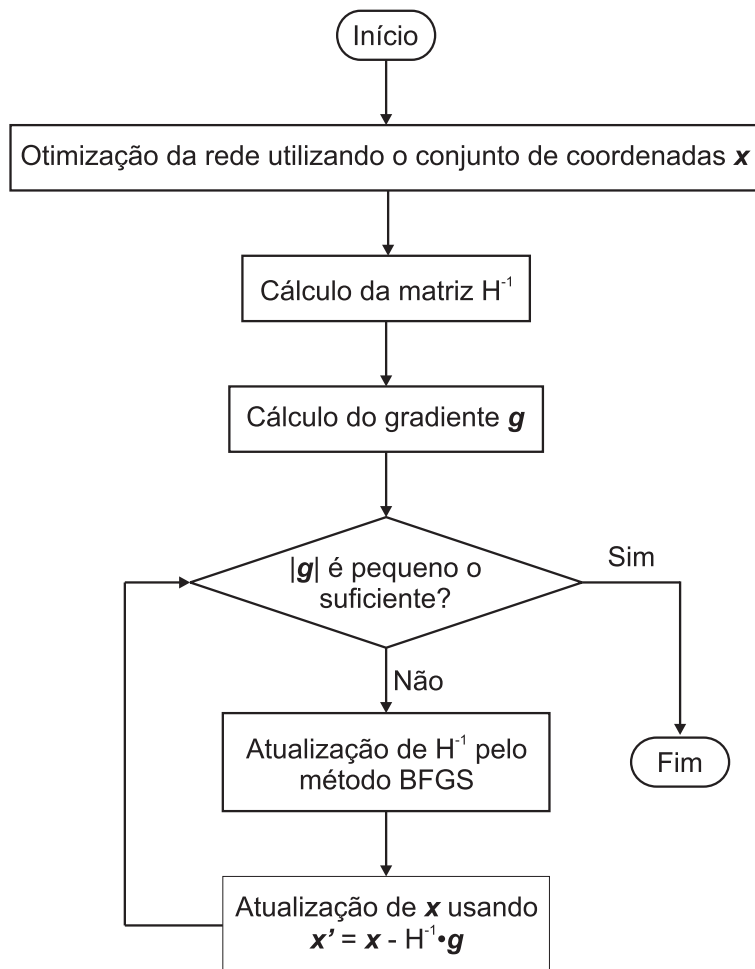 Início
Otimização da rede utilizando o conjunto de coordenadas x
Cálculo da matriz H⁻¹
Cálculo do gradiente g
|g| é pequeno o
suficiente?
Sim
Não
Atualização de H⁻¹ pelo
método BFGS
Fim
Atualização de x usando
x' = x - H⁻¹•g